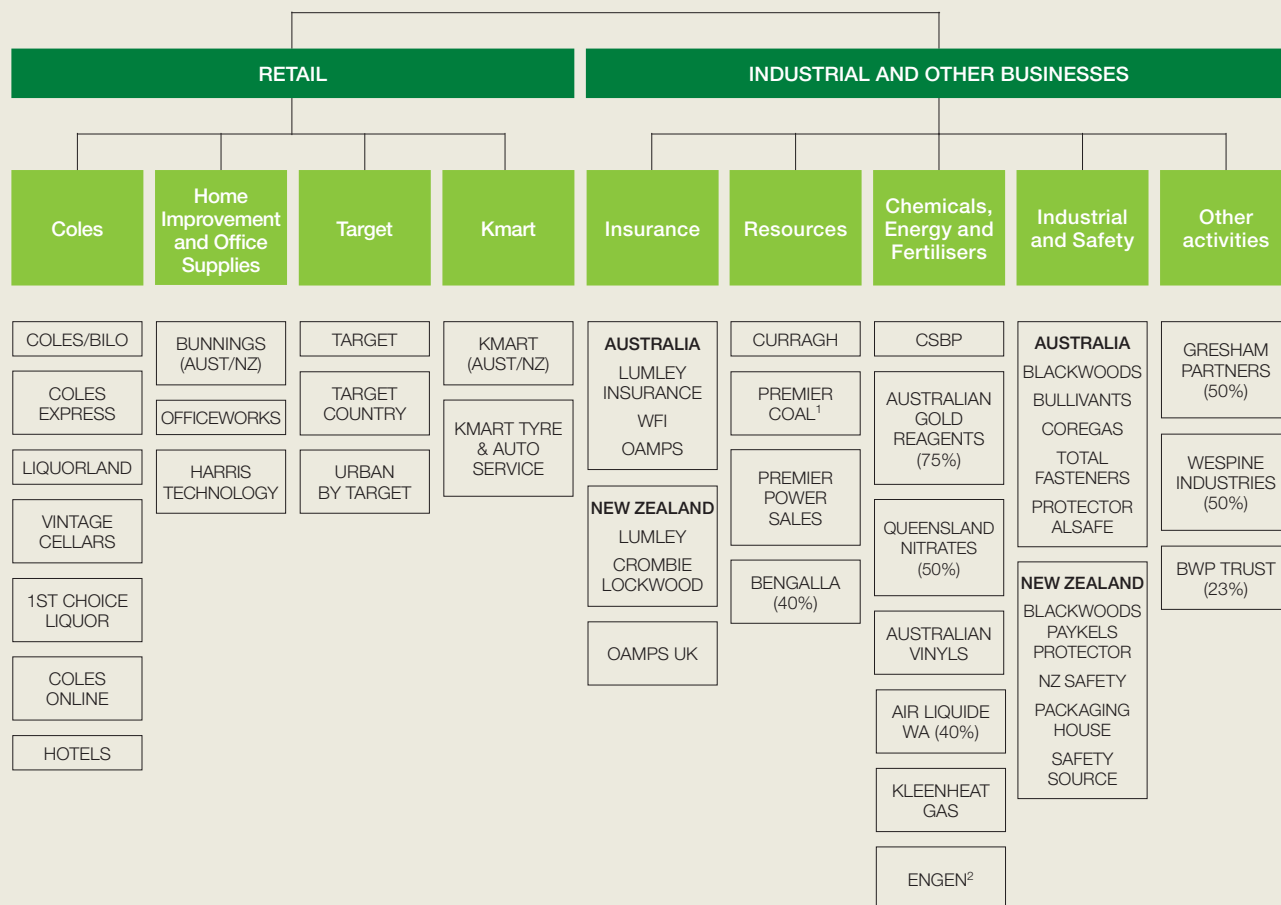 RETAIL
INDUSTRIAL AND OTHER BUSINESSES
Coles
Home
Improvement
and Office
Supplies
Target
Kmart
Insurance
Resources
Chemicals,
Energy and
Fertilisers
Industrial
and Safety
Other
activities
COLES/BILO
COLES
EXPRESS
LIQUORLAND
VINTAGE
CELLARS
1ST CHOICE
LIQUOR
COLES
ONLINE
HOTELS
BUNNINGS
(AUST/NZ)
OFFICEWORKS
HARRIS
TECHNOLOGY
TARGET
TARGET
COUNTRY
URBAN
BY TARGET
KMART
(AUST/NZ)
KMART TYRE
& AUTO
SERVICE
AUSTRALIA
LUMLEY
INSURANCE
WFI
OAMPS
NEW ZEALAND
LUMLEY
CROMBIE
LOCKWOOD
OAMPS UK
CURRAGH
PREMIER
COAL¹
PREMIER
POWER
SALES
BENGALLA
(40%)
CSBP
AUSTRALIAN
GOLD
REAGENTS
(75%)
QUEENSLAND
NITRATES
(50%)
AUSTRALIAN
VINYLS
AIR LIQUIDE
WA (40%)
KLEENHEAT
GAS
ENGEN²
AUSTRALIA
BLACKWOODS
BULLIVANTS
COREGAS
TOTAL
FASTENERS
PROTECTOR
ALSAFE
NEW ZEALAND
BLACKWOODS
PAYKELS
PROTECTOR
NZ SAFETY
PACKAGING
HOUSE
SAFETY
SOURCE
GRESHAM
PARTNERS
(50%)
WESPINE
INDUSTRIES
(50%)
BWP TRUST
(23%)